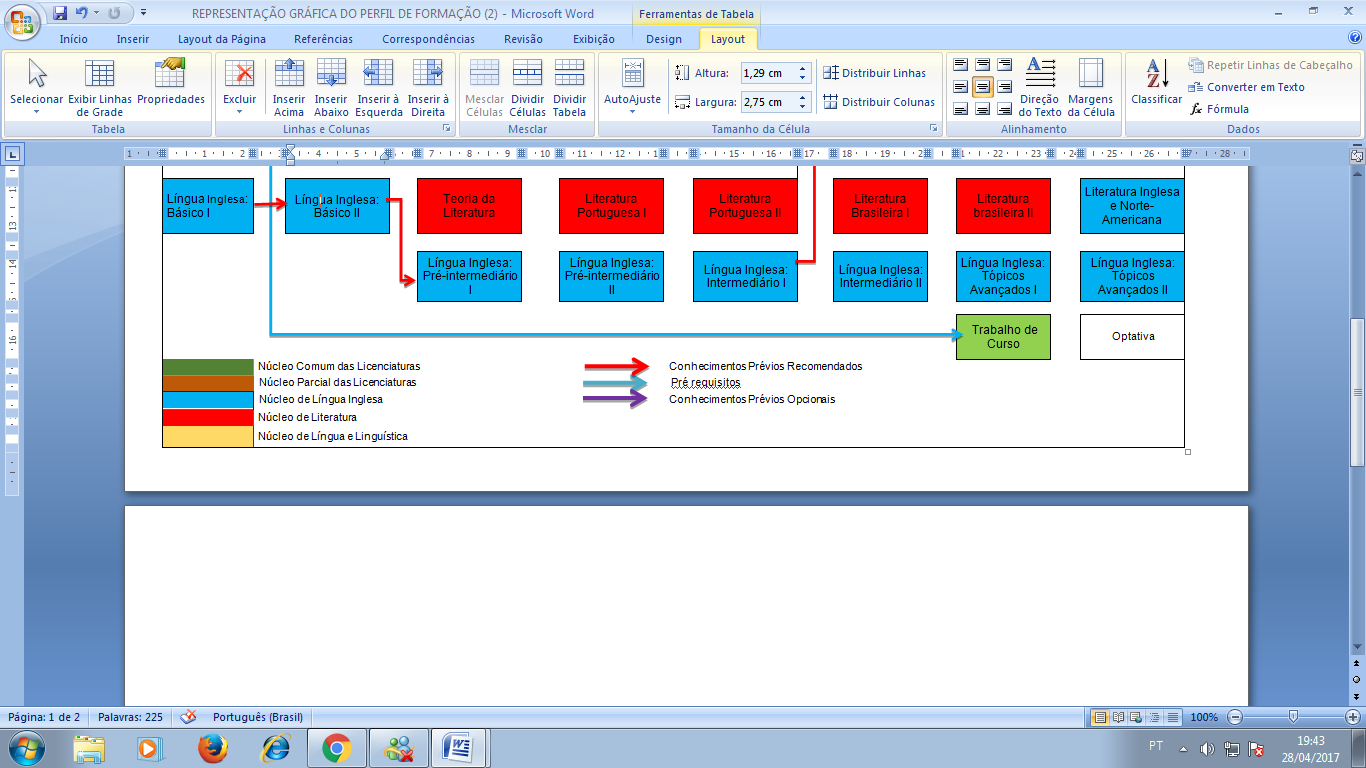 REPRESENTAÇÃO GRÁFICA DO PERFIL DE FORMAÇÃO (2) - Microsoft Word
Ferramentas de Tabela
Início Inserir Layout da Página Referências Correspondências Revisão Exibição Design Layout
Selecionar
Exibir Linhas de Grade
Propriedades
Tabela
Excluir
Inserir Acima
Inserir Abaixo
Inserir à Esquerda
Inserir à Direita
Linhas e Colunas
Mesclar Células
Dividir Células
Dividir Tabela
Mesclar
AutoAjuste
Altura: 1,29 cm
Largura: 2,75 cm
Distribuir Linhas
Distribuir Colunas
Tamanho da Célula
Direção do Texto
Margens da Célula
Alinhamento
Classificar
Repetir Linhas de Cabeçalho
Converter em Texto
Fórmula
Dados
Língua Inglesa:
Básico I
Língua Inglesa:
Básico II
Teoria da
Literatura
Literatura
Portuguesa I
Literatura
Portuguesa II
Literatura
Brasileira I
Literatura
brasileira II
Literatura Inglesa
e Norte-
Americana
Língua Inglesa:
Pré-intermediário
I
Língua Inglesa:
Pré-intermediário
II
Língua Inglesa:
Intermediário I
Língua Inglesa:
Intermediário II
Língua Inglesa:
Tópicos
Avançados I
Língua Inglesa:
Tópicos
Avançados II
Trabalho de
Curso
Optativa
Núcleo Comum das Licenciaturas
Núcleo Parcial das Licenciaturas
Núcleo de Língua Inglesa
Núcleo de Literatura
Núcleo de Língua e Linguística
Conhecimentos Prévios Recomendados
Pré requisitos
Conhecimentos Prévios Opcionais
Página: 1 de 2 Palavras: 225 Português (Brasil) 100%
PT
19:43
28/04/2017